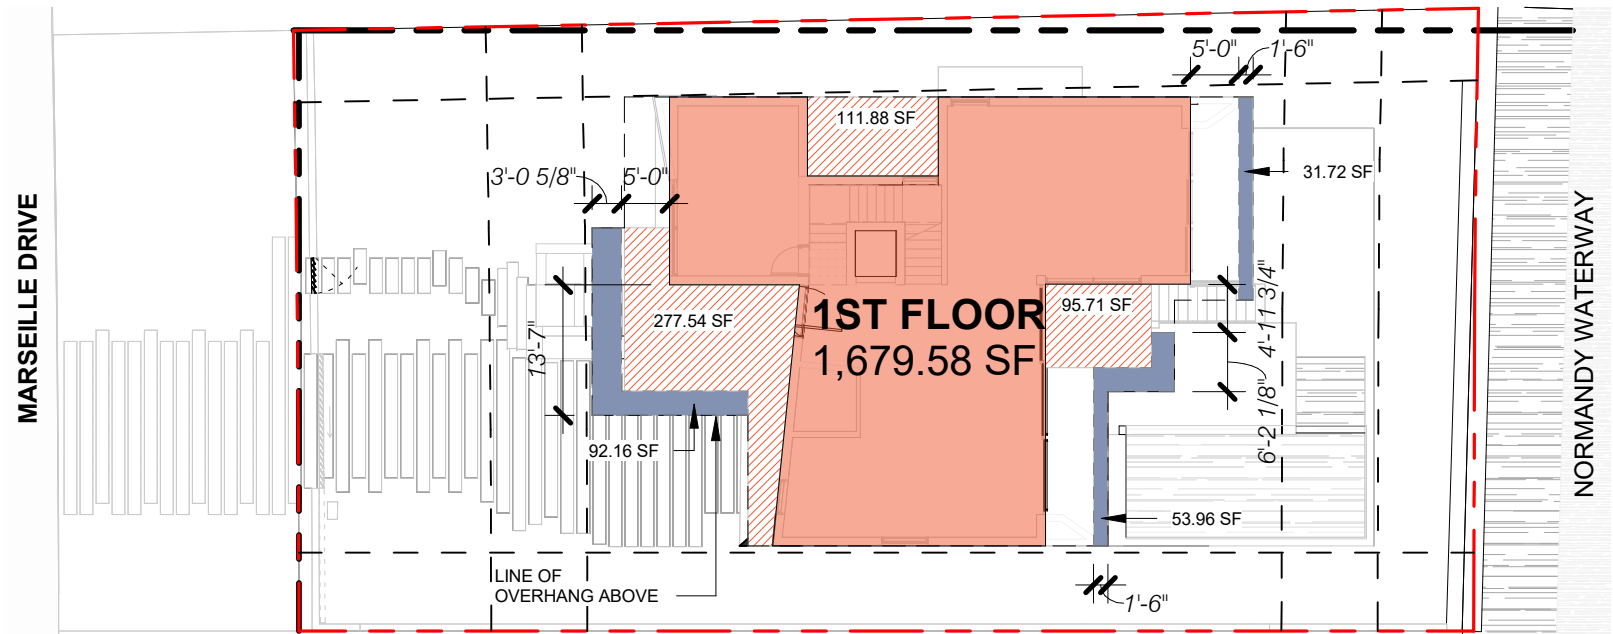 5'-0"
1'-6"
111.88 SF
31.72 SF
3'-0 5/8"
5'-0"
MARSEILLE DRIVE
NORMANDY WATERWAY
277.54 SF
1ST FLOOR
1,679.58 SF
95.71 SF
4'-11 3/4"
13'-7"
6'-2 1/8"
92.16 SF
53.96 SF
LINE OF
OVERHANG ABOVE
1'-6"